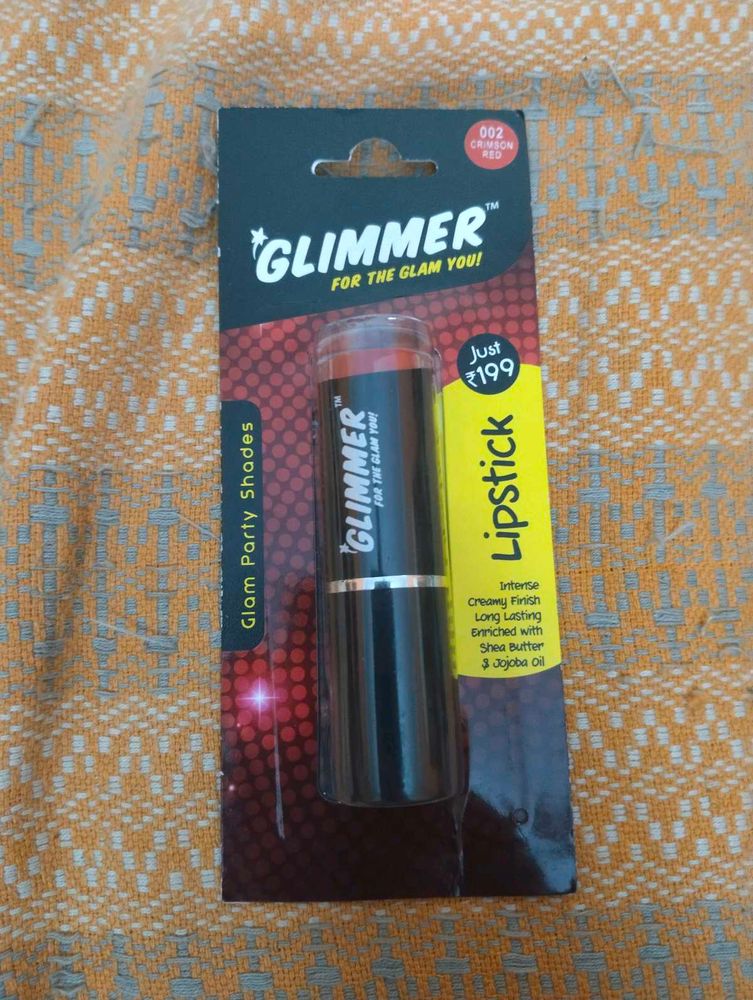 002
CRIMSON
RED
GLIMMER™
FOR THE GLAM YOU!
Just
₹199
Lipstick
Intense
Creamy Finish
Long Lasting
Enriched with
Shea Butter
& Jojoba Oil
Glam Party Shades
GLIMMER™
FOR THE GLAM YOU!